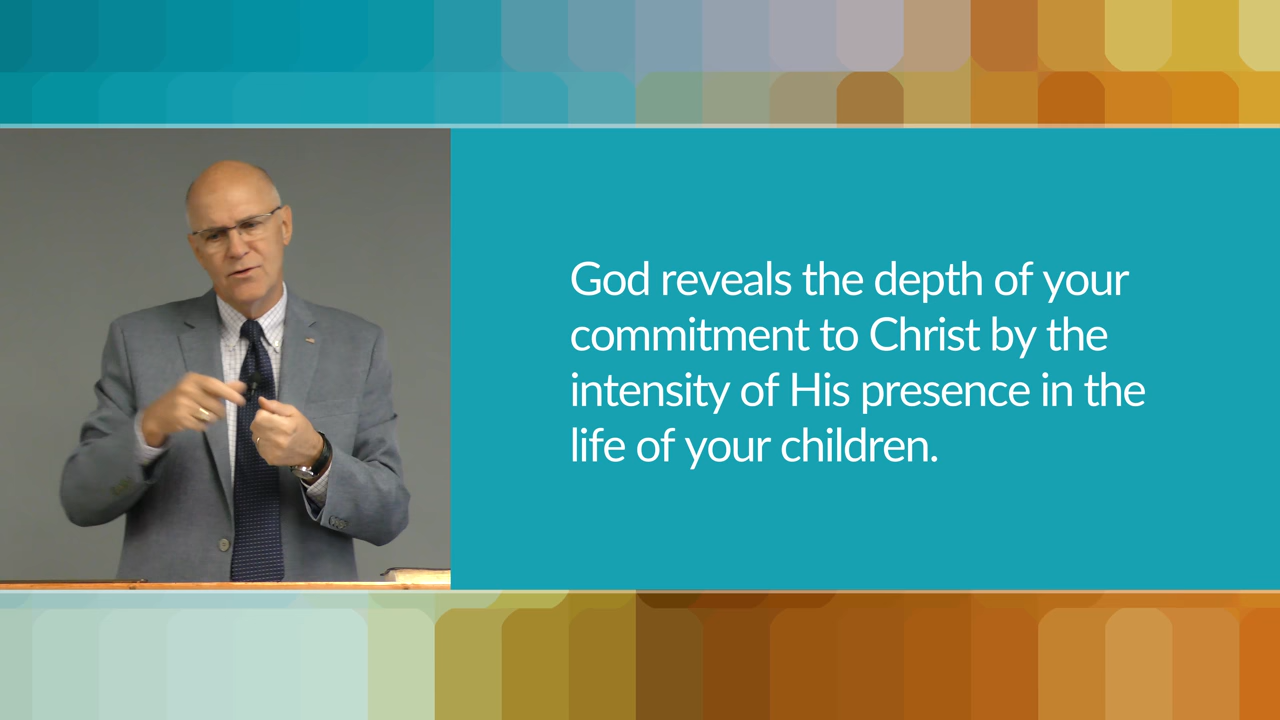 God reveals the depth of your
commitment to Christ by the
intensity of His presence in the
life of your children.